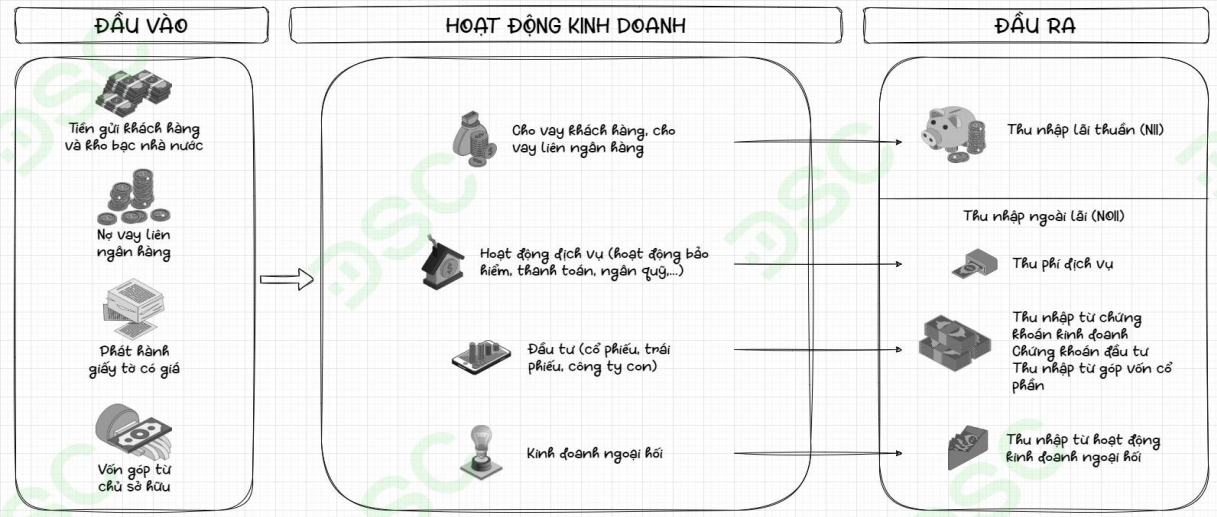 ĐẦU VÀO
HOẠT ĐỘNG KINH DOANH
ĐẦU RA
Tiền gửi khách hàng
và kho bạc nhà nước
Nợ vay liên
ngân hàng
Phát hành
giấy tờ có giá
Vốn góp từ
chủ sở hữu
Cho vay khách hàng, cho
vay liên ngân hàng
Hoạt động dịch vụ (hoạt động bảo
hiểm, thanh toán, ngân quỹ,...)
Đầu tư (cổ phiếu, trái
phiếu, công ty con)
Kinh doanh ngoại hối
Thu nhập lãi thuần (NII)
Thu nhập ngoài lãi (NOII)
Thu phí dịch vụ
Thu nhập từ chứng
khoán kinh doanh
Chứng khoán đầu tư
Thu nhập từ góp vốn cổ
phần
Thu nhập từ hoạt động
kinh doanh ngoại hối
DSC
DSC
DSC
DSC
DSC